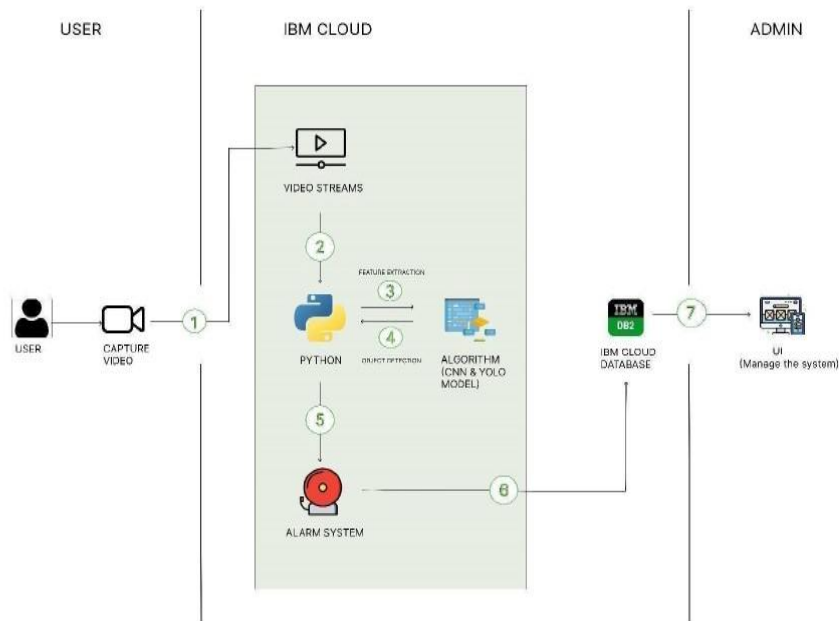 USER
IBM CLOUD
ADMIN
VIDEO STREAMS
2
FEATURE EXTRACTION
3
1
4
IBM
DB2
7
USER
CAPTURE
VIDEO
PYTHON
OBJECT DETECTION
ALGORITHM
(CNN & YOLO
MODEL)
IBM CLOUD
DATABASE
UI
(Manage the system)
5
6
ALARM SYSTEM